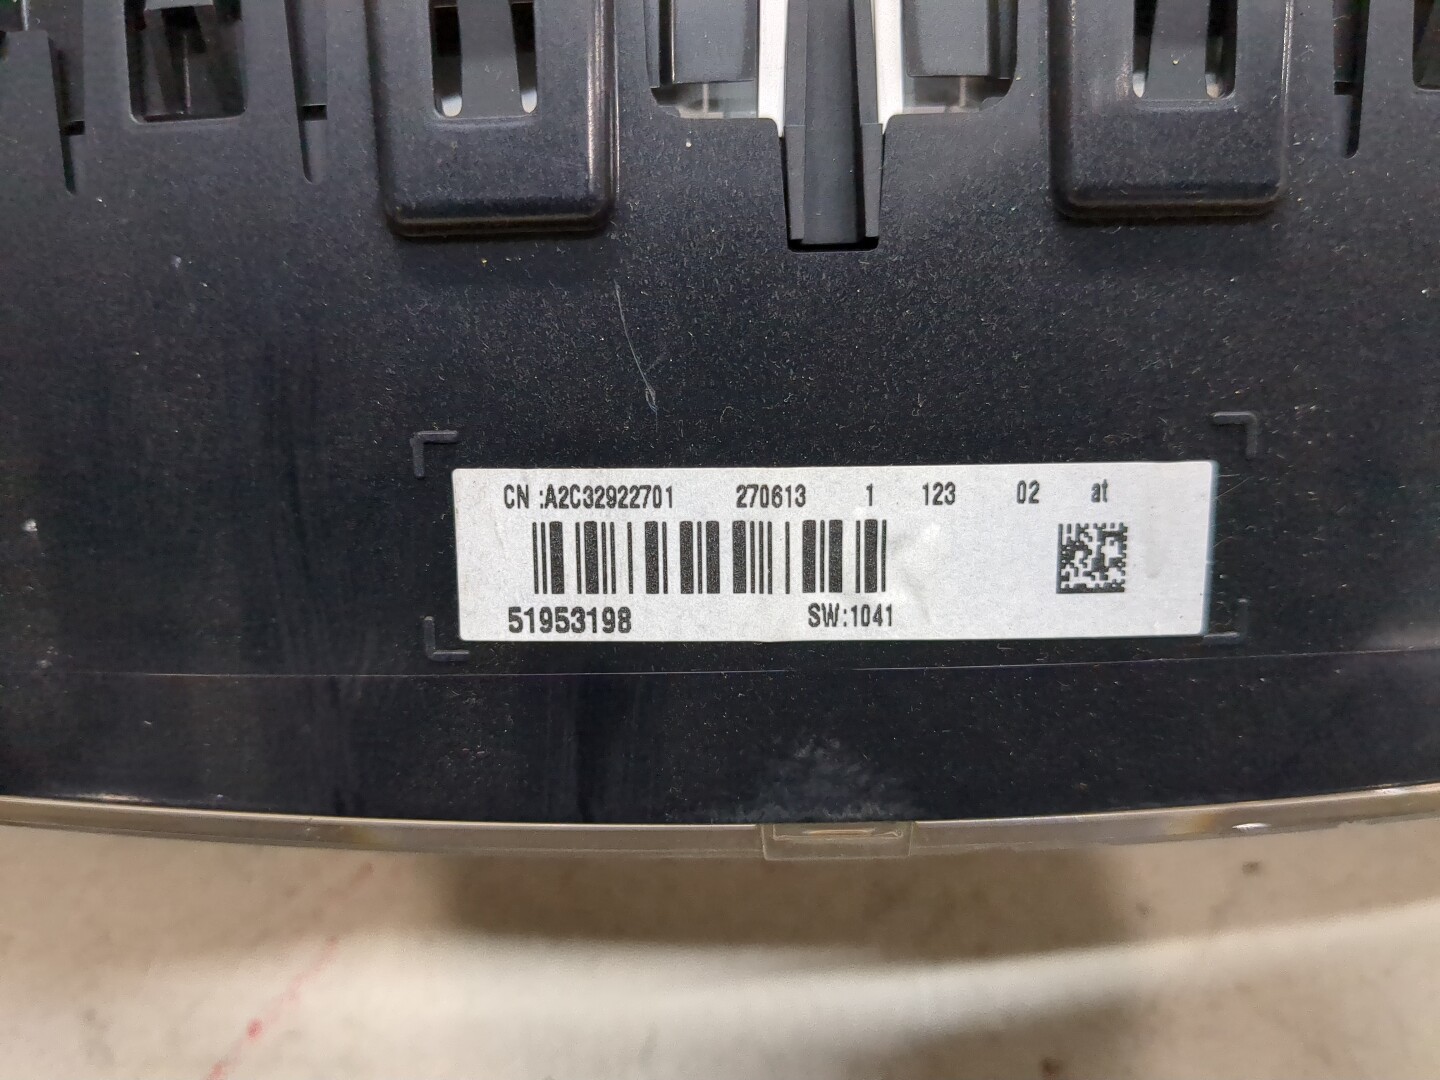 CN :A2C32922701 270613 1 123 02 at
51953198 SW:1041